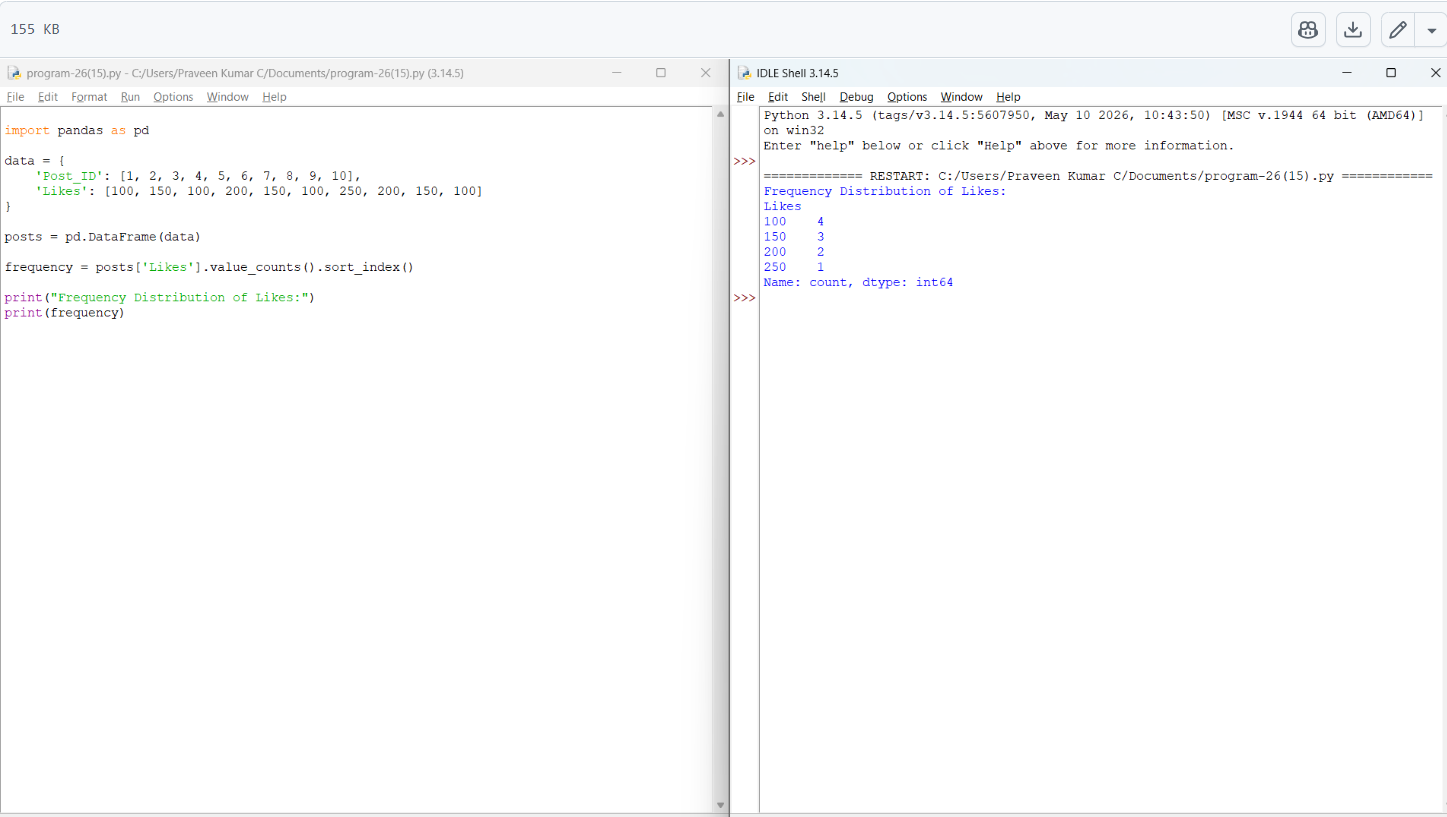 155 KB
program-26(15).py - C:/Users/Praveen Kumar C/Documents/program-26(15).py (3.14.5)
File Edit Format Run Options Window Help
import pandas as pd
data = {
    'Post_ID': [1, 2, 3, 4, 5, 6, 7, 8, 9, 10],
    'Likes': [100, 150, 100, 200, 150, 100, 250, 200, 150, 100]
}
posts = pd.DataFrame(data)
frequency = posts['Likes'].value_counts().sort_index()
print("Frequency Distribution of Likes:")
print(frequency)
IDLE Shell 3.14.5
File Edit Shell Debug Options Window Help
Python 3.14.5 (tags/v3.14.5:5607950, May 10 2026, 10:43:50) [MSC v.1944 64 bit (AMD64)]
on win32
Enter "help" below or click "Help" above for more information.
>>>
============= RESTART: C:/Users/Praveen Kumar C/Documents/program-26(15).py ============
Frequency Distribution of Likes:
Likes
100    4
150    3
200    2
250    1
Name: count, dtype: int64
>>>